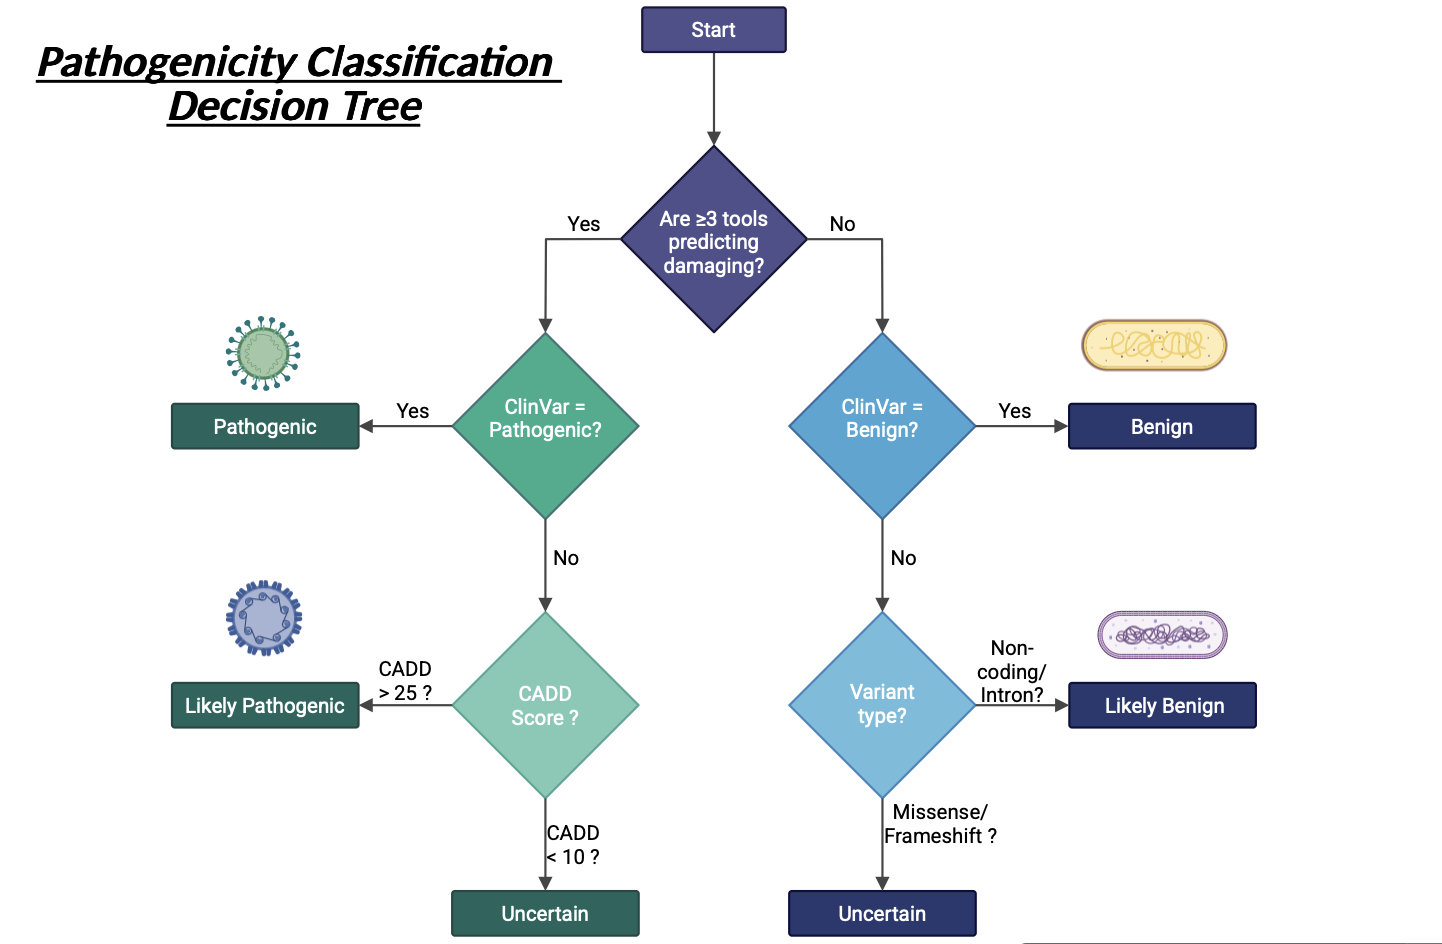 Pathogenicity Classification
Decision Tree
Start
Are ≥3 tools
predicting
damaging?
Yes
No
ClinVar =
Pathogenic?
Yes
Pathogenic
ClinVar =
Benign?
Yes
Benign
No
No
CADD
Score ?
CADD
> 25 ?
Likely Pathogenic
Variant
type?
Non-
coding/
Intron?
Likely Benign
CADD
< 10 ?
Missense/
Frameshift ?
Uncertain
Uncertain